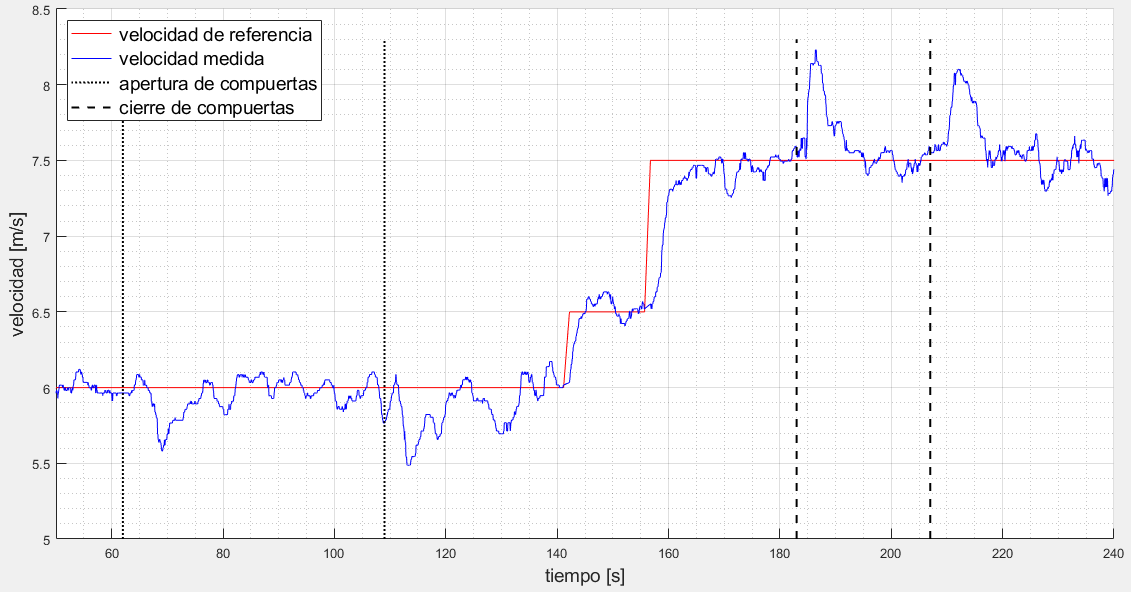 8.5
velocidad de referencia
velocidad medida
apertura de compuertas
cierre de compuertas
8
7.5
7
6.5
6
5.5
5
velocidad [m/s]
60 80 100 120 140 160 180 200 220 240
tiempo [s]